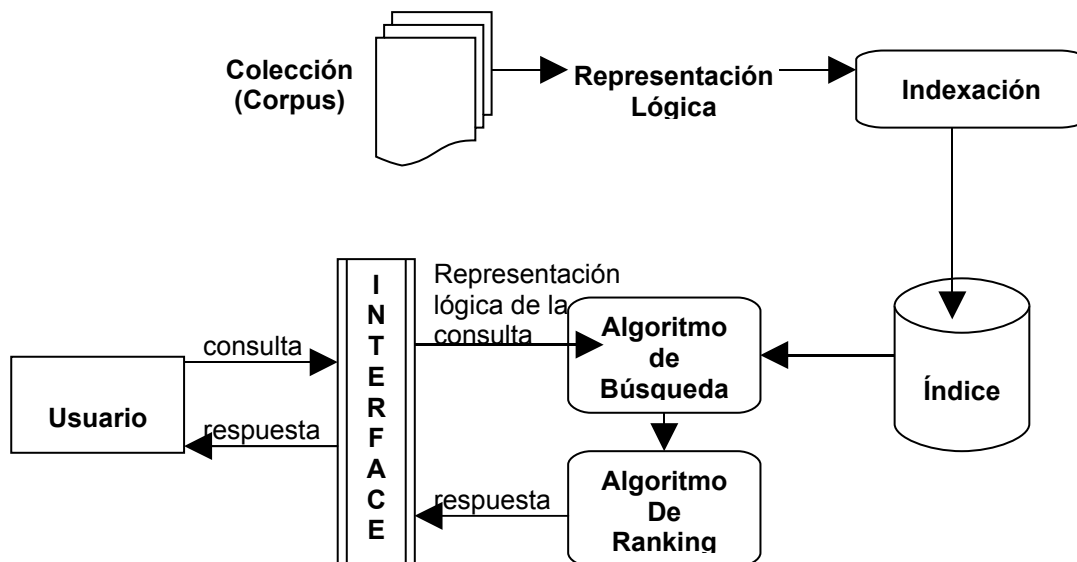 Colección
(Corpus)
Representación
Lógica
Indexación
INTERFACE
Representación
lógica de la
consulta
Algoritmo
de
Búsqueda
Índice
consulta
Usuario
respuesta
respuesta
Algoritmo
De
Ranking